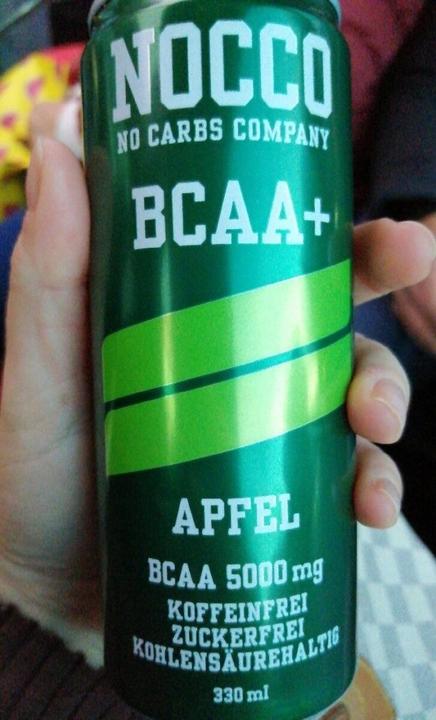 NOCCO
NO CARBS COMPANY
BCAA+
APFEL
BCAA 5000 mg
KOFFEINFREI
ZUCKERFREI
KOHLENSÄUREHALTIG
330 ml